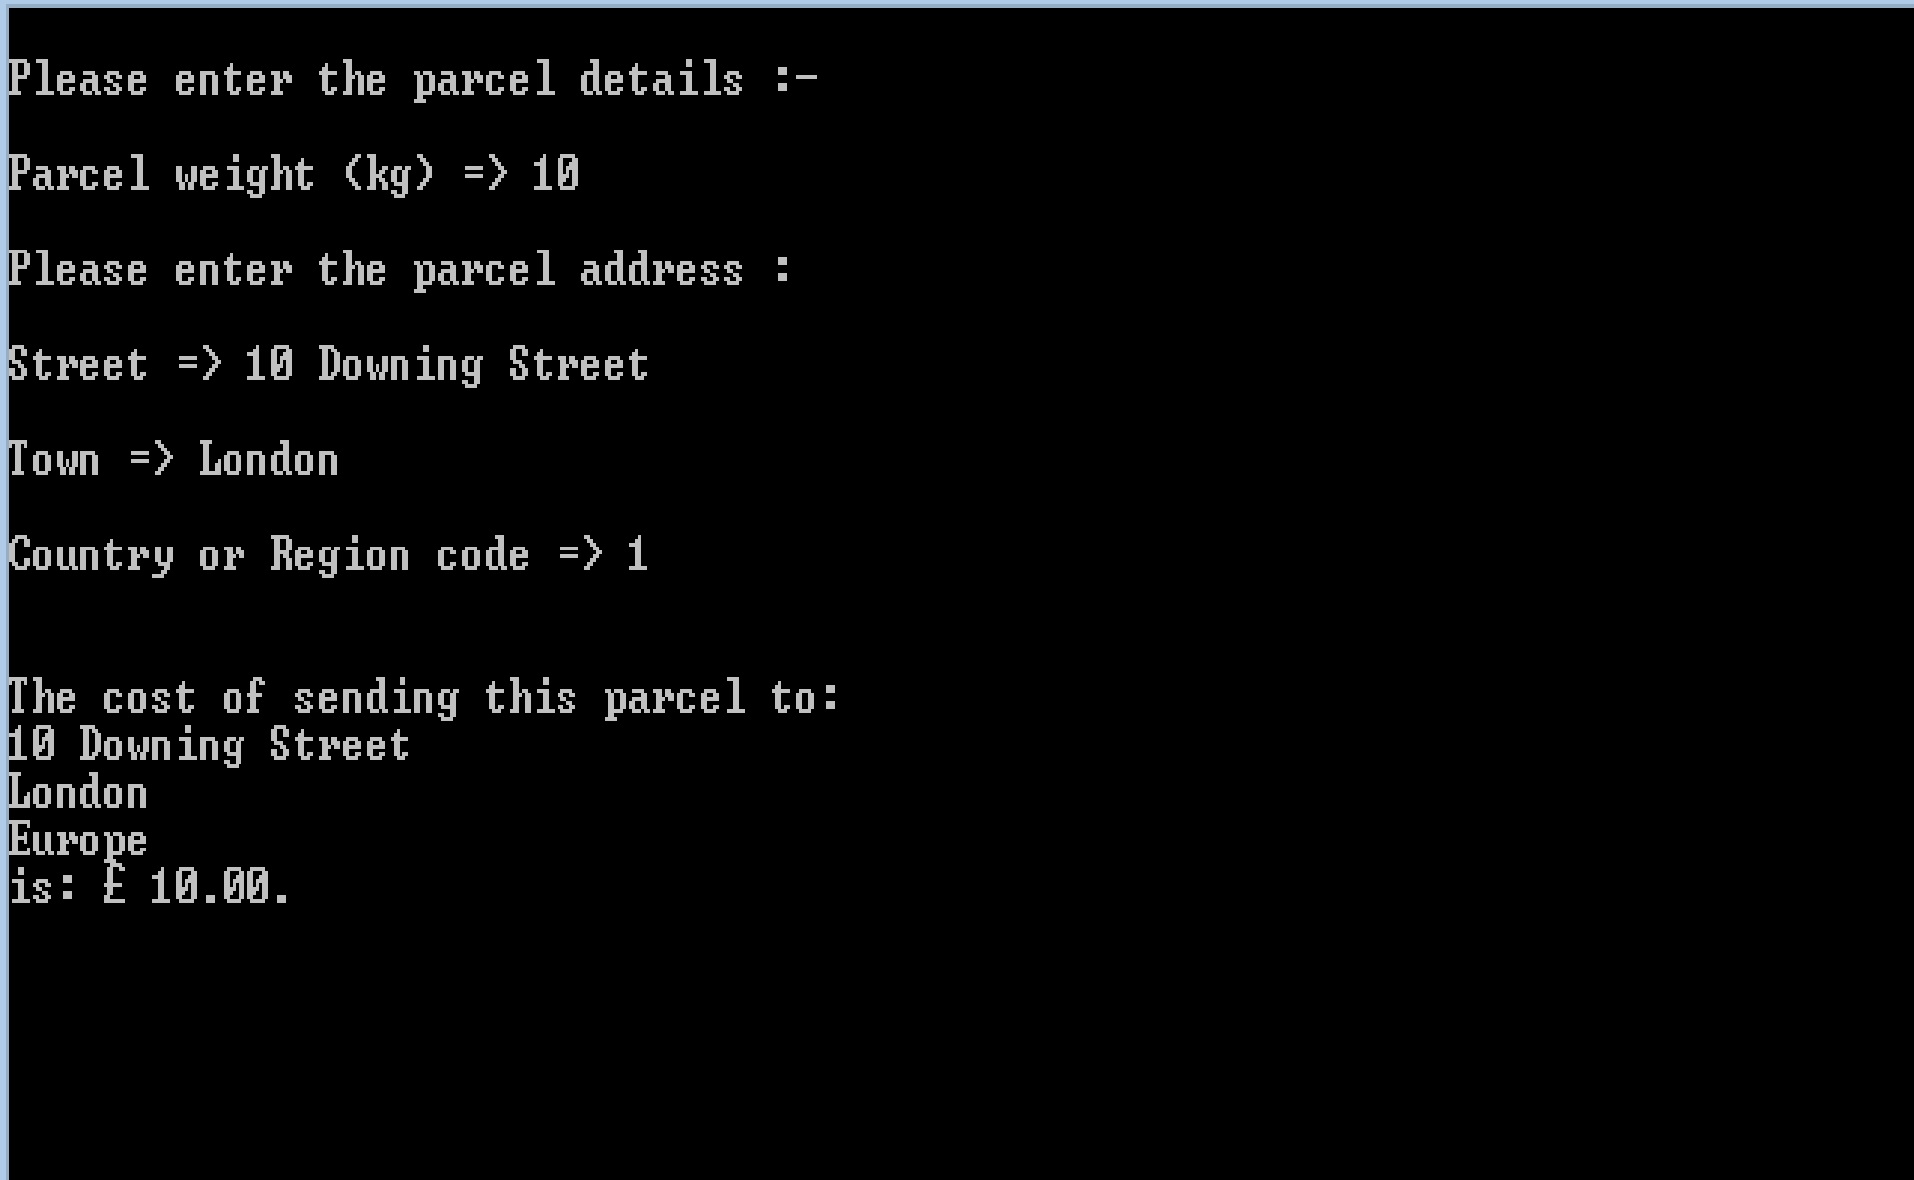 Please enter the parcel details :-
Parcel weight (kg) => 10
Please enter the parcel address :
Street => 10 Downing Street
Town => London
Country or Region code => 1
The cost of sending this parcel to:
10 Downing Street
London
Europe
is: £ 10.00.